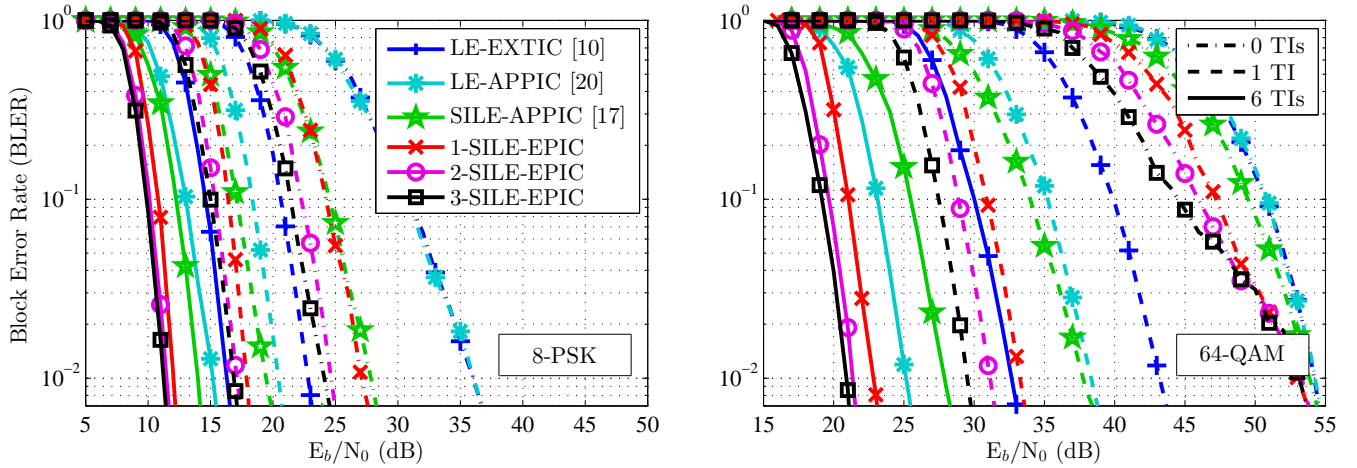 Block Error Rate (BLER)
10⁰
10⁻¹
10⁻²
5 10 15 20 25 30 35 40 45 50
E_b/N_0 (dB)
LE-EXTIC [10]
LE-APPIC [20]
SILE-APPIC [17]
1-SILE-EPIC
2-SILE-EPIC
3-SILE-EPIC
8-PSK
10⁰
10⁻¹
10⁻²
15 20 25 30 35 40 45 50 55
E_b/N_0 (dB)
0 TIs
1 TI
6 TIs
64-QAM